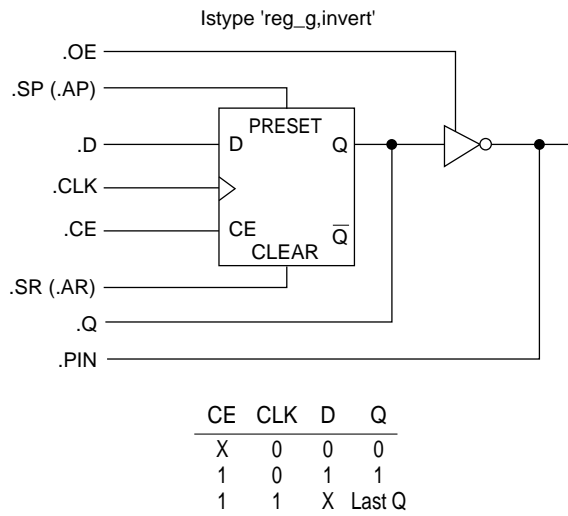 Istype 'reg_g,invert'
.OE
.SP (.AP)
PRESET
.D
D
Q
.CLK
.CE
CE
Q
CLEAR
.SR (.AR)
.Q
.PIN
CE CLK D Q
X 0 0 0
1 0 1 1
1 1 X Last Q